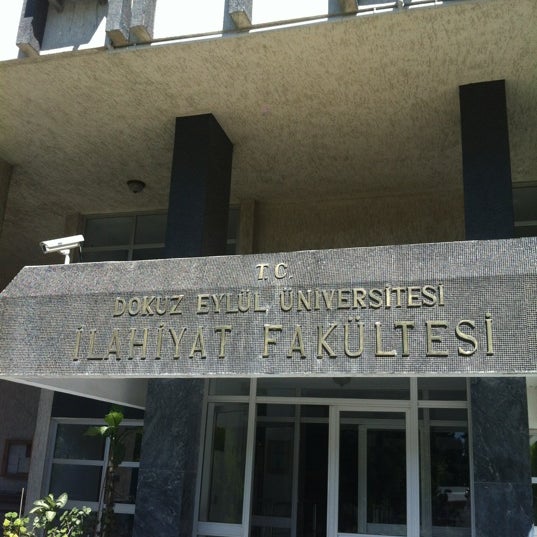 T.C.
DOKUZ EYLÜL ÜNİVERSİTESİ
İLAHİYAT FAKÜLTESİ